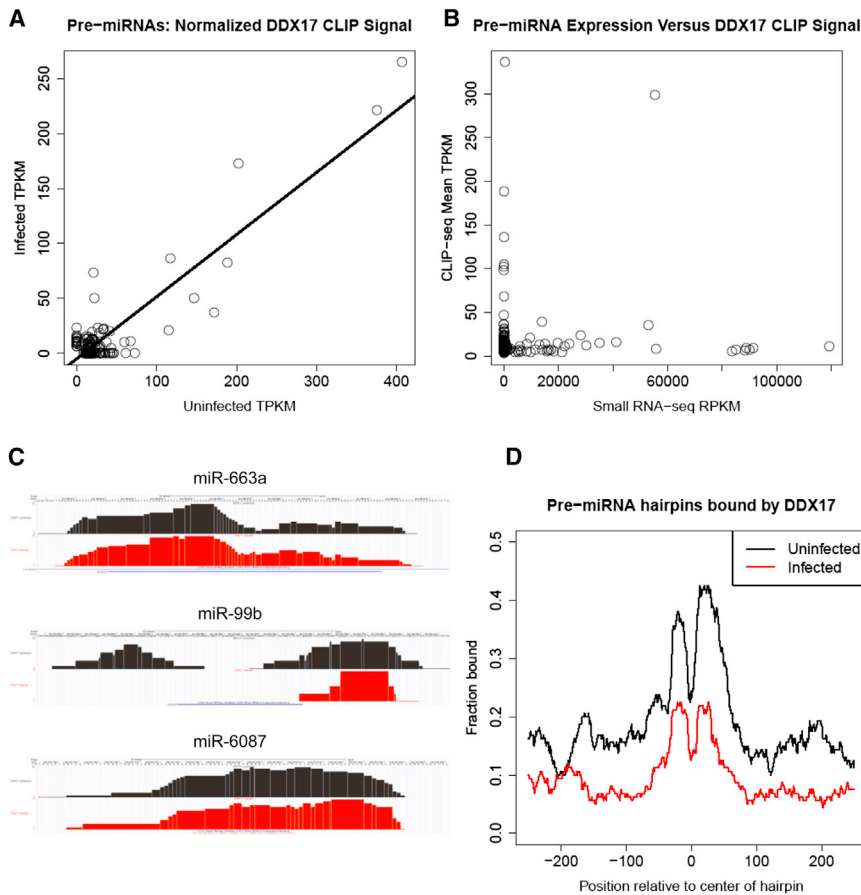 A
Pre-miRNAs: Normalized DDX17 CLIP Signal
Infected TPKM
250
200
150
100
50
0
0 100 200 300 400
Uninfected TPKM
B
Pre-miRNA Expression Versus DDX17 CLIP Signal
CLIP-seq Mean TPKM
300
250
200
150
100
50
0
0 20000 60000 100000
Small RNA-seq RPKM
C
miR-663a
miR-99b
miR-6087
D
Pre-miRNA hairpins bound by DDX17
Uninfected
Infected
Fraction bound
0.5
0.4
0.3
0.2
0.1
0.0
−200 −100 0 100 200
Position relative to center of hairpin